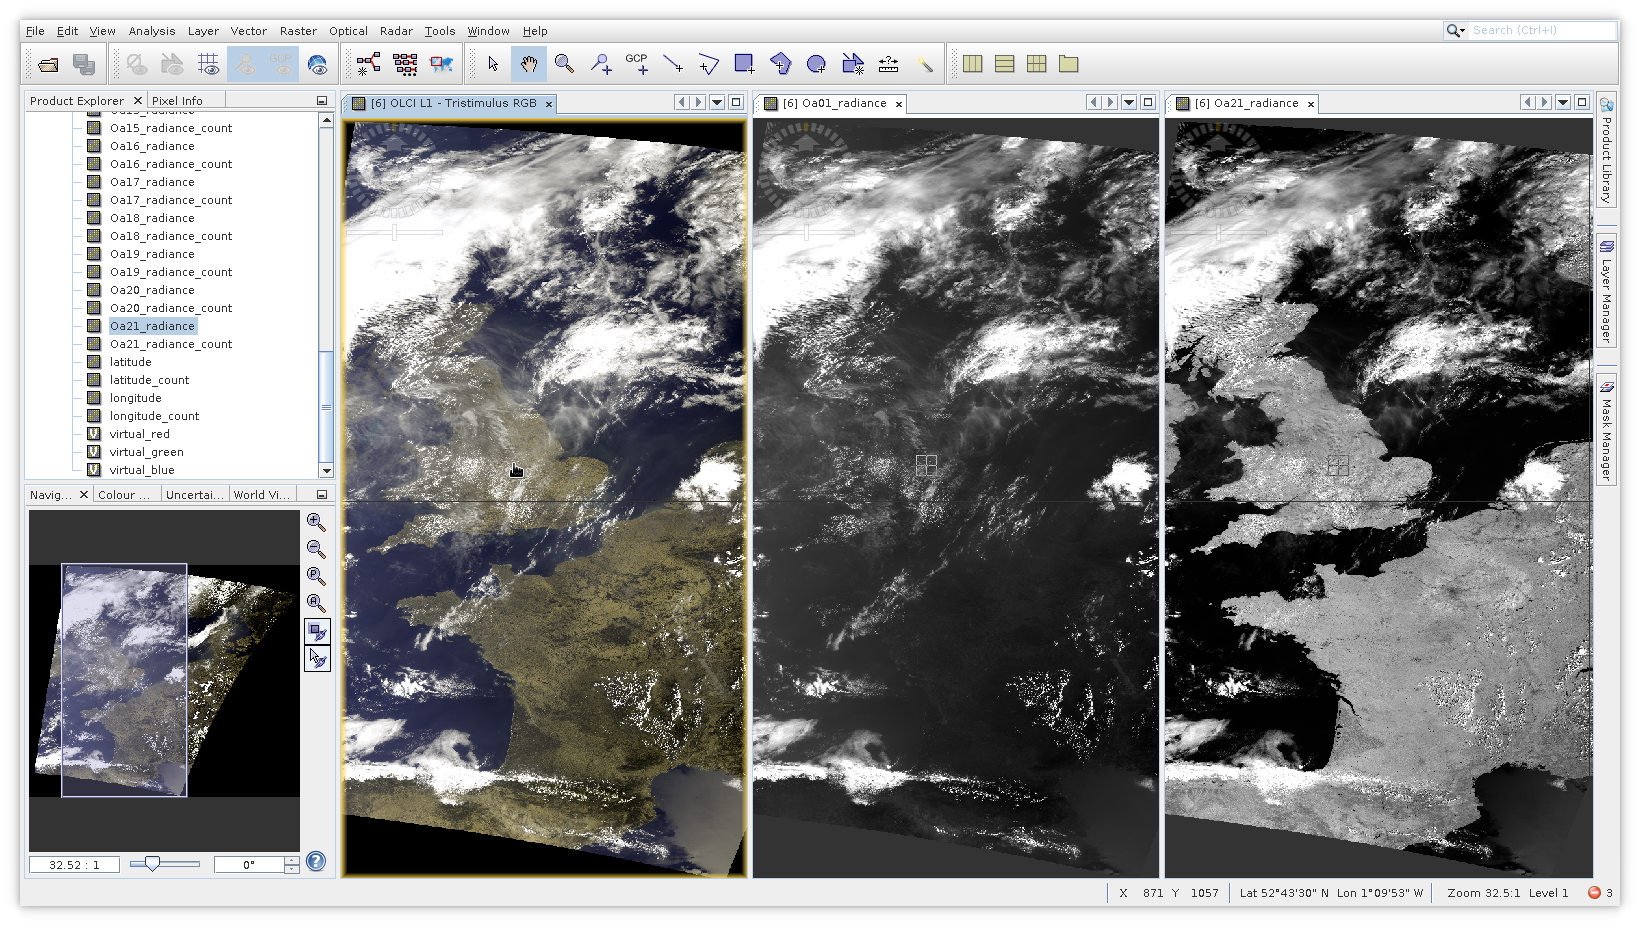 File Edit View Analysis Layer Vector Raster Optical Radar Tools Window Help
Search (Ctrl+I)
GCP GCP
Product Explorer Pixel Info
[6] OLCI L1 - Tristimulus RGB
[6] Oa01_radiance
[6] Oa21_radiance
Oa15_radiance
Oa15_radiance_count
Oa16_radiance
Oa16_radiance_count
Oa17_radiance
Oa17_radiance_count
Oa18_radiance
Oa18_radiance_count
Oa19_radiance
Oa19_radiance_count
Oa20_radiance
Oa20_radiance_count
Oa21_radiance
Oa21_radiance_count
latitude
latitude_count
longitude
longitude_count
virtual_red
virtual_green
virtual_blue
Product Library
Layer Manager
Mask Manager
Navig... Colour ... Uncertai... World Vi...
32.52 : 1
0°
X 871 Y 1057 Lat 52°43'30" N Lon 1°09'53" W Zoom 32.5:1 Level 1 3